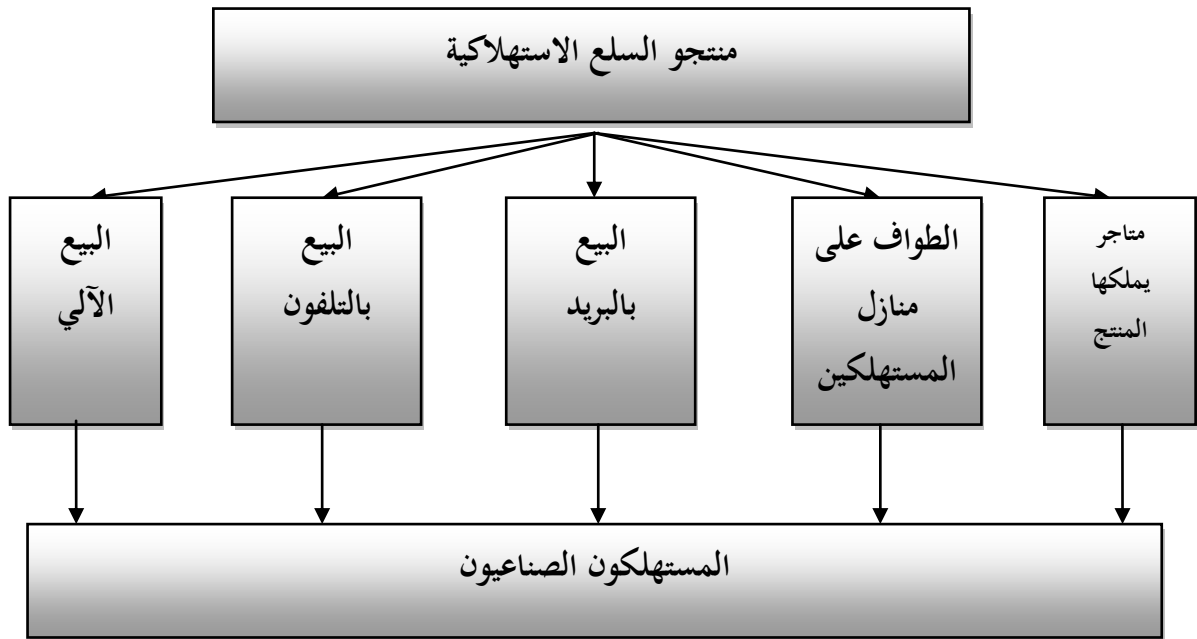 منتجو السلع الاستهلاكية
متاجر
يملكها
المنتج
الطواف على
منازل
المستهلكين
البيع
بالبريد
البيع
بالتلفون
البيع
الآلي
المستهلكون الصناعيون